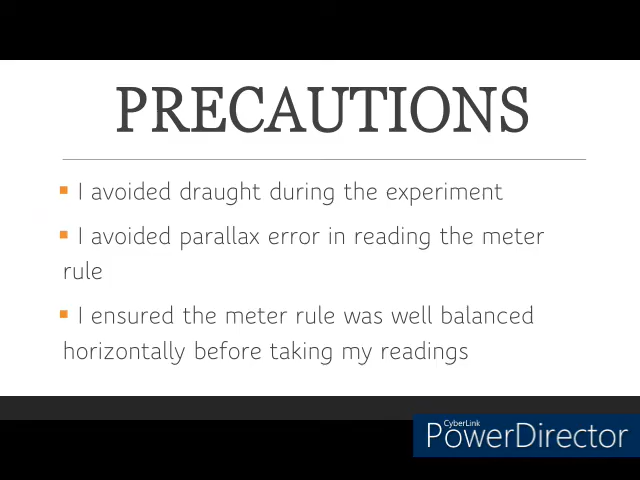 PRECAUTIONS
▪ I avoided draught during the experiment
▪ I avoided parallax error in reading the meter
rule
▪ I ensured the meter rule was well balanced
horizontally before taking my readings
CyberLink
PowerDirector